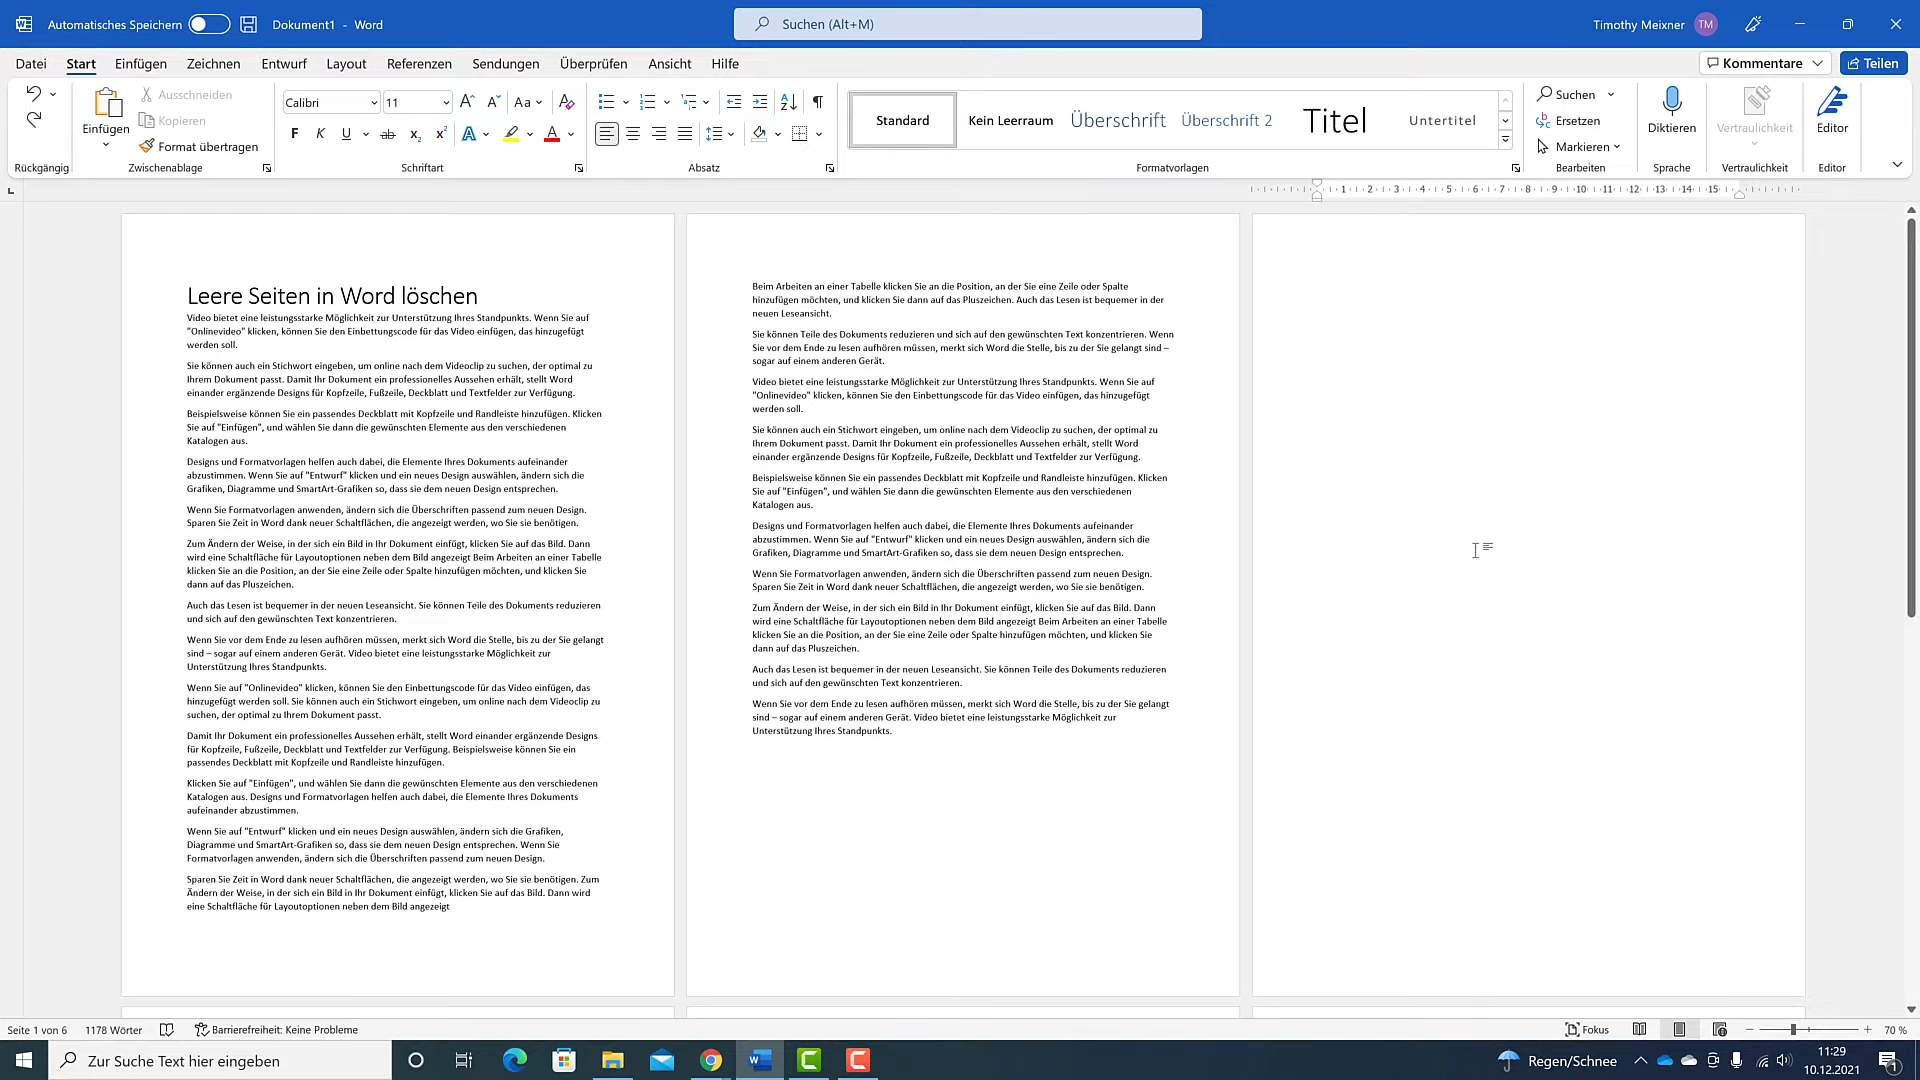 Automatisches Speichern
Dokument1 - Word
Suchen (Alt+M)
Timothy Meixner
TM
Datei
Start
Einfügen
Zeichnen
Entwurf
Layout
Referenzen
Sendungen
Überprüfen
Ansicht
Hilfe
Kommentare
Teilen
Rückgängig
Einfügen
Ausschneiden
Kopieren
Format übertragen
Zwischenablage
Calibri
11
Aa
F K U ab x₂ x²
Schriftart
Absatz
Standard
Kein Leerraum
Überschrift
Überschrift 2
Titel
Untertitel
Formatvorlagen
Suchen
Ersetzen
Markieren
Bearbeiten
Diktieren
Sprache
Vertraulichkeit
Vertraulichkeit
Editor
Editor
1 2 3 4 5 6 7 8 9 10 11 12 13 14 15
Leere Seiten in Word löschen
Video bietet eine leistungsstarke Möglichkeit zur Unterstützung Ihres Standpunkts. Wenn Sie auf
"Onlinevideo" klicken, können Sie den Einbettungscode für das Video einfügen, das hinzugefügt
werden soll.
Sie können auch ein Stichwort eingeben, um online nach dem Videoclip zu suchen, der optimal zu
Ihrem Dokument passt. Damit Ihr Dokument ein professionelles Aussehen erhält, stellt Word
einander ergänzende Designs für Kopfzeile, Fußzeile, Deckblatt und Textfelder zur Verfügung.
Beispielsweise können Sie ein passendes Deckblatt mit Kopfzeile und Randleiste hinzufügen. Klicken
Sie auf "Einfügen", und wählen Sie dann die gewünschten Elemente aus den verschiedenen
Katalogen aus.
Designs und Formatvorlagen helfen auch dabei, die Elemente Ihres Dokuments aufeinander
abzustimmen. Wenn Sie auf "Entwurf" klicken und ein neues Design auswählen, ändern sich die
Grafiken, Diagramme und SmartArt-Grafiken so, dass sie dem neuen Design entsprechen.
Wenn Sie Formatvorlagen anwenden, ändern sich die Überschriften passend zum neuen Design.
Sparen Sie Zeit in Word dank neuer Schaltflächen, die angezeigt werden, wo Sie sie benötigen.
Zum Ändern der Weise, in der sich ein Bild in Ihr Dokument einfügt, klicken Sie auf das Bild. Dann
wird eine Schaltfläche für Layoutoptionen neben dem Bild angezeigt Beim Arbeiten an einer Tabelle
klicken Sie an die Position, an der Sie eine Zeile oder Spalte hinzufügen möchten, und klicken Sie
dann auf das Pluszeichen.
Auch das Lesen ist bequemer in der neuen Leseansicht. Sie können Teile des Dokuments reduzieren
und sich auf den gewünschten Text konzentrieren.
Wenn Sie vor dem Ende zu lesen aufhören müssen, merkt sich Word die Stelle, bis zu der Sie gelangt
sind – sogar auf einem anderen Gerät. Video bietet eine leistungsstarke Möglichkeit zur
Unterstützung Ihres Standpunkts.
Wenn Sie auf "Onlinevideo" klicken, können Sie den Einbettungscode für das Video einfügen, das
hinzugefügt werden soll. Sie können auch ein Stichwort eingeben, um online nach dem Videoclip zu
suchen, der optimal zu Ihrem Dokument passt.
Damit Ihr Dokument ein professionelles Aussehen erhält, stellt Word einander ergänzende Designs
für Kopfzeile, Fußzeile, Deckblatt und Textfelder zur Verfügung. Beispielsweise können Sie ein
passendes Deckblatt mit Kopfzeile und Randleiste hinzufügen.
Klicken Sie auf "Einfügen", und wählen Sie dann die gewünschten Elemente aus den verschiedenen
Katalogen aus. Designs und Formatvorlagen helfen auch dabei, die Elemente Ihres Dokuments
aufeinander abzustimmen.
Wenn Sie auf "Entwurf" klicken und ein neues Design auswählen, ändern sich die Grafiken,
Diagramme und SmartArt-Grafiken so, dass sie dem neuen Design entsprechen. Wenn Sie
Formatvorlagen anwenden, ändern sich die Überschriften passend zum neuen Design.
Sparen Sie Zeit in Word dank neuer Schaltflächen, die angezeigt werden, wo Sie sie benötigen. Zum
Ändern der Weise, in der sich ein Bild in Ihr Dokument einfügt, klicken Sie auf das Bild. Dann wird
eine Schaltfläche für Layoutoptionen neben dem Bild angezeigt
Beim Arbeiten an einer Tabelle klicken Sie an die Position, an der Sie eine Zeile oder Spalte
hinzufügen möchten, und klicken Sie dann auf das Pluszeichen. Auch das Lesen ist bequemer in der
neuen Leseansicht.
Sie können Teile des Dokuments reduzieren und sich auf den gewünschten Text konzentrieren. Wenn
Sie vor dem Ende zu lesen aufhören müssen, merkt sich Word die Stelle, bis zu der Sie gelangt sind –
sogar auf einem anderen Gerät.
Video bietet eine leistungsstarke Möglichkeit zur Unterstützung Ihres Standpunkts. Wenn Sie auf
"Onlinevideo" klicken, können Sie den Einbettungscode für das Video einfügen, das hinzugefügt
werden soll.
Sie können auch ein Stichwort eingeben, um online nach dem Videoclip zu suchen, der optimal zu
Ihrem Dokument passt. Damit Ihr Dokument ein professionelles Aussehen erhält, stellt Word
einander ergänzende Designs für Kopfzeile, Fußzeile, Deckblatt und Textfelder zur Verfügung.
Beispielsweise können Sie ein passendes Deckblatt mit Kopfzeile und Randleiste hinzufügen. Klicken
Sie auf "Einfügen", und wählen Sie dann die gewünschten Elemente aus den verschiedenen
Katalogen aus.
Designs und Formatvorlagen helfen auch dabei, die Elemente Ihres Dokuments aufeinander
abzustimmen. Wenn Sie auf "Entwurf" klicken und ein neues Design auswählen, ändern sich die
Grafiken, Diagramme und SmartArt-Grafiken so, dass sie dem neuen Design entsprechen.
Wenn Sie Formatvorlagen anwenden, ändern sich die Überschriften passend zum neuen Design.
Sparen Sie Zeit in Word dank neuer Schaltflächen, die angezeigt werden, wo Sie sie benötigen.
Zum Ändern der Weise, in der sich ein Bild in Ihr Dokument einfügt, klicken Sie auf das Bild. Dann
wird eine Schaltfläche für Layoutoptionen neben dem Bild angezeigt Beim Arbeiten an einer Tabelle
klicken Sie an die Position, an der Sie eine Zeile oder Spalte hinzufügen möchten, und klicken Sie
dann auf das Pluszeichen.
Auch das Lesen ist bequemer in der neuen Leseansicht. Sie können Teile des Dokuments reduzieren
und sich auf den gewünschten Text konzentrieren.
Wenn Sie vor dem Ende zu lesen aufhören müssen, merkt sich Word die Stelle, bis zu der Sie gelangt
sind – sogar auf einem anderen Gerät. Video bietet eine leistungsstarke Möglichkeit zur
Unterstützung Ihres Standpunkts.
Seite 1 von 6
1178 Wörter
Barrierefreiheit: Keine Probleme
Fokus
70 %
Zur Suche Text hier eingeben
Regen/Schnee
11:29
10.12.2021
1